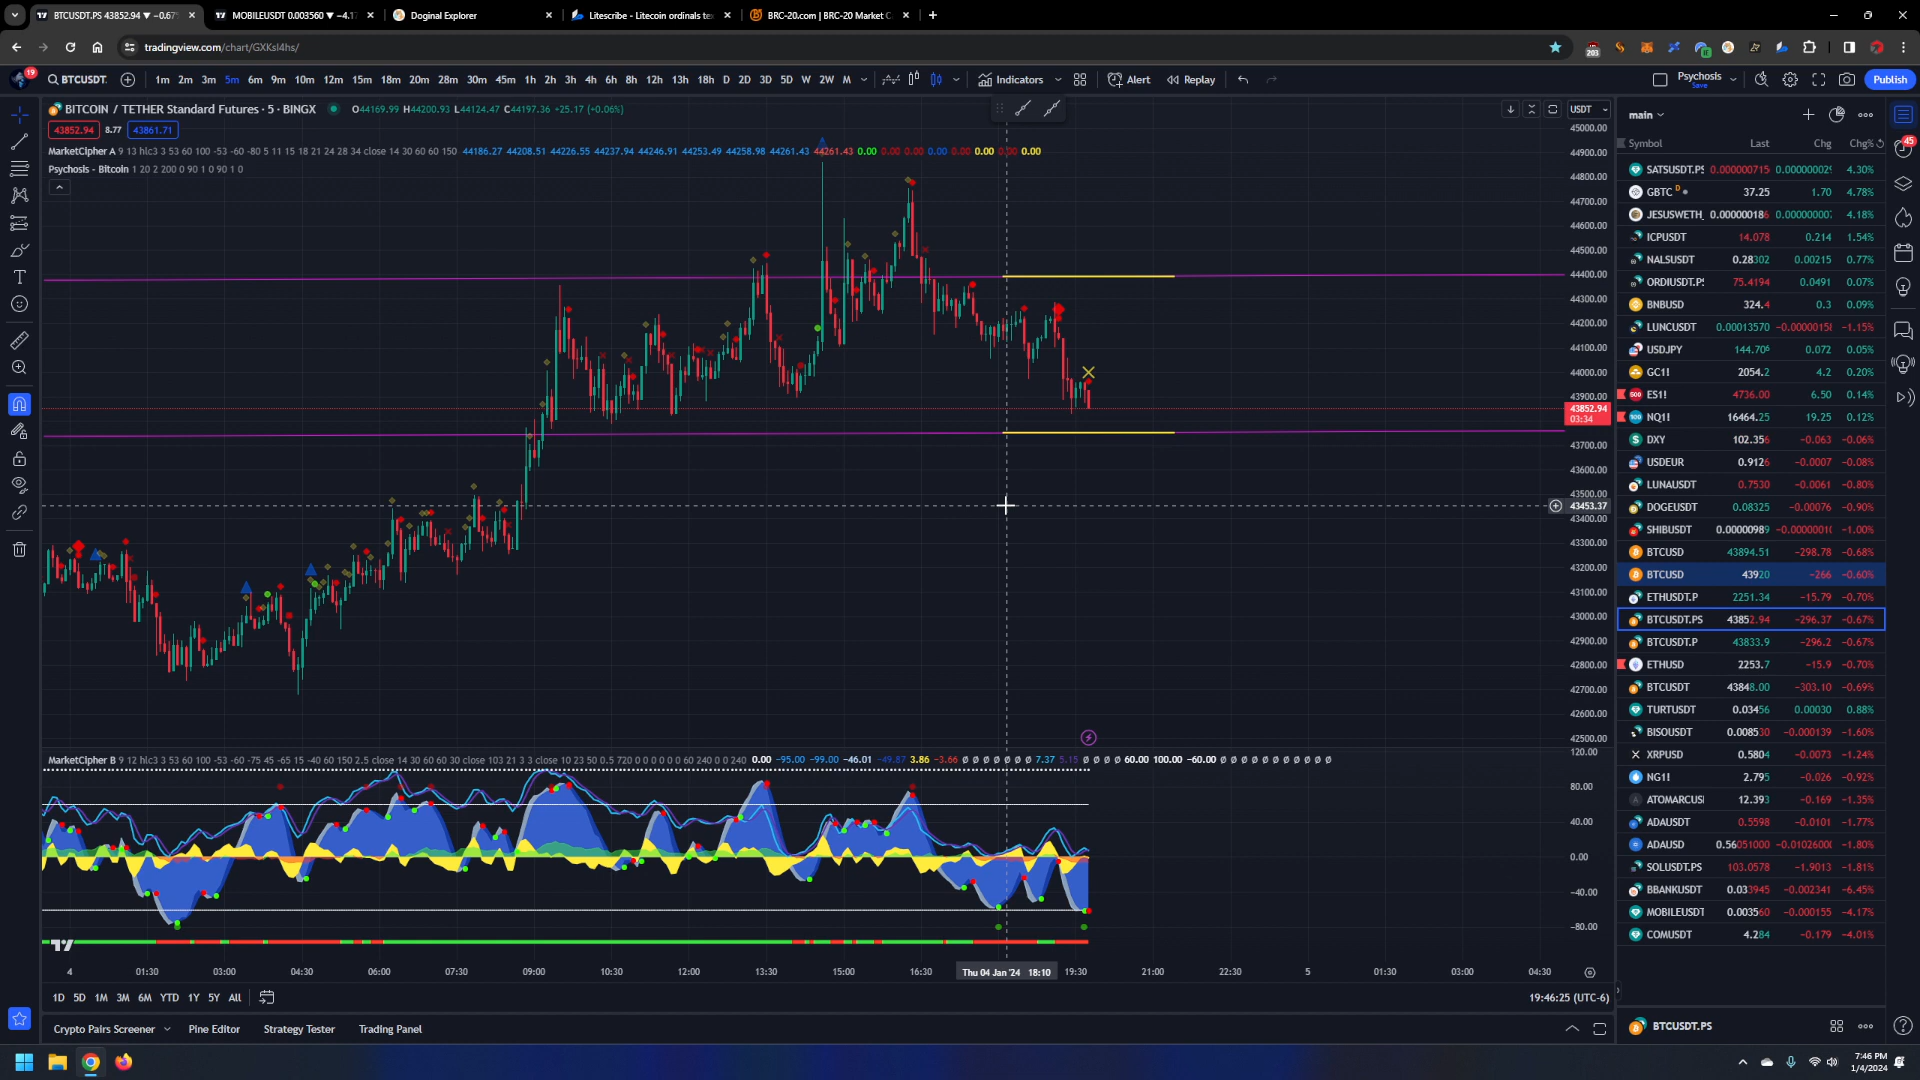 BTCUSDT.PS 43852.94 ▼ −0.67
MOBILEUSDT 0.003560 ▼ −4.17
Doginal Explorer
Litescribe - Litecoin ordinals te
BRC-20.com | BRC-20 Market C
tradingview.com/chart/GXKsl4hs/
203
19
BTCUSDT.
1m 2m 3m 5m 6m 9m 10m 12m 15m 18m 20m 28m 30m 45m 1h 2h 3h 4h 6h 8h 12h 13h 18h D 2D 3D 5D W 2W M
Indicators
Alert
Replay
Psychosis
Save
Publish
BITCOIN / TETHER Standard Futures · 5 · BINGX
O44169.99 H44200.93 L44124.47 C44197.36 +25.17 (+0.06%)
43852.94 8.77 43861.71
MarketCipher A 9 13 hlc3 3 53 60 100 -53 -60 -80 5 11 15 18 21 24 28 34 close 14 30 60 60 150 44186.27 44208.51 44226.55 44237.94 44246.91 44253.49 44258.98 44261.43 44261.43 0.00 0.00 0.00 0.00 0.00 0.00 0.00 0.00
Psychosis - Bitcoin 1 20 2 200 0 90 1 0 90 1 0
USDT
45000.00
44900.00
44800.00
44700.00
44600.00
44500.00
44400.00
44300.00
44200.00
44100.00
44000.00
43900.00
43852.94
03:34
43700.00
43600.00
43500.00
43453.37
43400.00
43300.00
43200.00
43100.00
43000.00
42900.00
42800.00
42700.00
42600.00
42500.00
MarketCipher B 9 12 hlc3 3 53 60 100 -53 -60 -75 45 -65 15 -40 60 150 2.5 close 14 30 60 60 30 close 103 21 3 3 close 10 23 50 0.5 720 0 0 0 0 0 0 60 240 0 0 240 0.00 −95.00 −99.00 −46.01 −49.87 3.86 −3.66 Ø Ø Ø Ø Ø Ø Ø 7.37 5.15 Ø Ø Ø Ø 60.00 100.00 −60.00 Ø Ø Ø Ø Ø Ø Ø Ø Ø Ø Ø
120.00
80.00
40.00
0.00
−40.00
−80.00
4 01:30 03:00 04:30 06:00 07:30 09:00 10:30 12:00 13:30 15:00 16:30 Thu 04 Jan '24 18:10 19:30 21:00 22:30 5 01:30 03:00 04:30
1D 5D 1M 3M 6M YTD 1Y 5Y All
19:46:25 (UTC-6)
Crypto Pairs Screener Pine Editor Strategy Tester Trading Panel
main
45
Symbol Last Chg Chg%
SATSUSDT.PS 0.000000715 0.000000029 4.30%
GBTC D 37.25 1.70 4.78%
JESUSWETH_ 0.00000186 0.00000007 4.18%
ICPUSDT 14.078 0.214 1.54%
NALSUSDT 0.28302 0.00215 0.77%
ORDIUSDT.PS 75.4194 0.0491 0.07%
BNBUSD 324.4 0.3 0.09%
LUNCUSDT 0.00013570 −0.00000158 −1.15%
USDJPY 144.706 0.072 0.05%
GC1! 2054.2 4.2 0.20%
ES1! 4736.00 6.50 0.14%
NQ1! 16464.25 19.25 0.12%
DXY 102.356 −0.063 −0.06%
USDEUR 0.9126 −0.0007 −0.08%
LUNAUSDT 0.7530 −0.0061 −0.80%
DOGEUSDT 0.08325 −0.00076 −0.90%
SHIBUSDT 0.00000989 −0.00000010 −1.00%
BTCUSD 43894.51 −298.78 −0.68%
BTCUSD 43920 −266 −0.60%
ETHUSDT.P 2251.34 −15.79 −0.70%
BTCUSDT.PS 43852.94 −296.37 −0.67%
BTCUSDT.P 43833.9 −296.2 −0.67%
ETHUSD 2253.7 −15.9 −0.70%
BTCUSDT 43848.00 −303.10 −0.69%
TURTUSDT 0.03456 0.00030 0.88%
BISOUSDT 0.008530 −0.000139 −1.60%
XRPUSD 0.5804 −0.0073 −1.24%
NG1! 2.795 −0.026 −0.92%
ATOMARCUSD 12.393 −0.169 −1.35%
ADAUSDT 0.5598 −0.0101 −1.77%
ADAUSD 0.56051000 −0.01026000 −1.80%
SOLUSDT.PS 103.0578 −1.9013 −1.81%
BBANKUSDT 0.033945 −0.002341 −6.45%
MOBILEUSDT 0.003560 −0.000155 −4.17%
COMUSDT 4.284 −0.179 −4.01%
BTCUSDT.PS
7:46 PM
1/4/2024